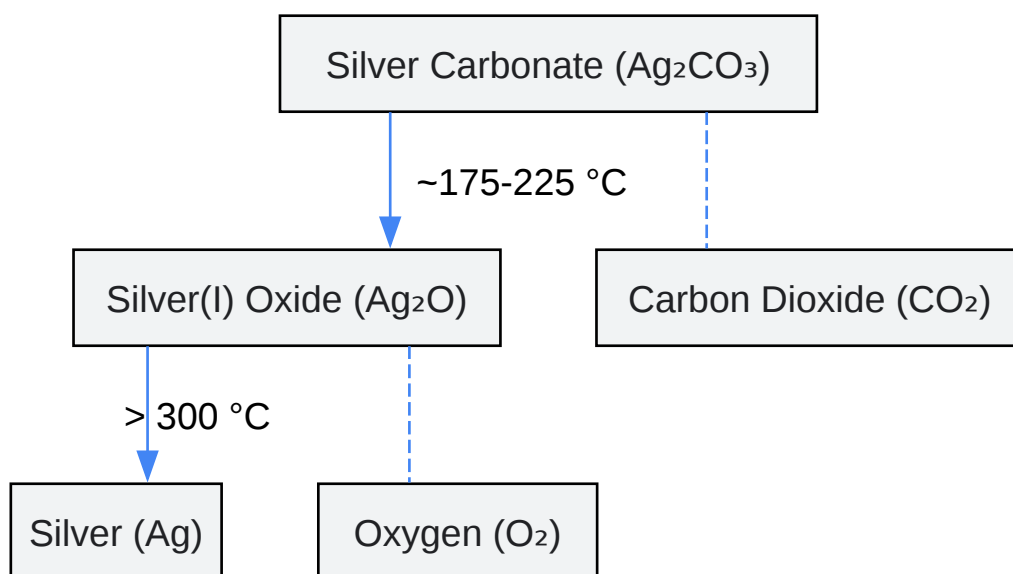 Silver Carbonate (Ag₂CO₃)
~175-225 °C
Silver(I) Oxide (Ag₂O)
Carbon Dioxide (CO₂)
> 300 °C
Silver (Ag)
Oxygen (O₂)